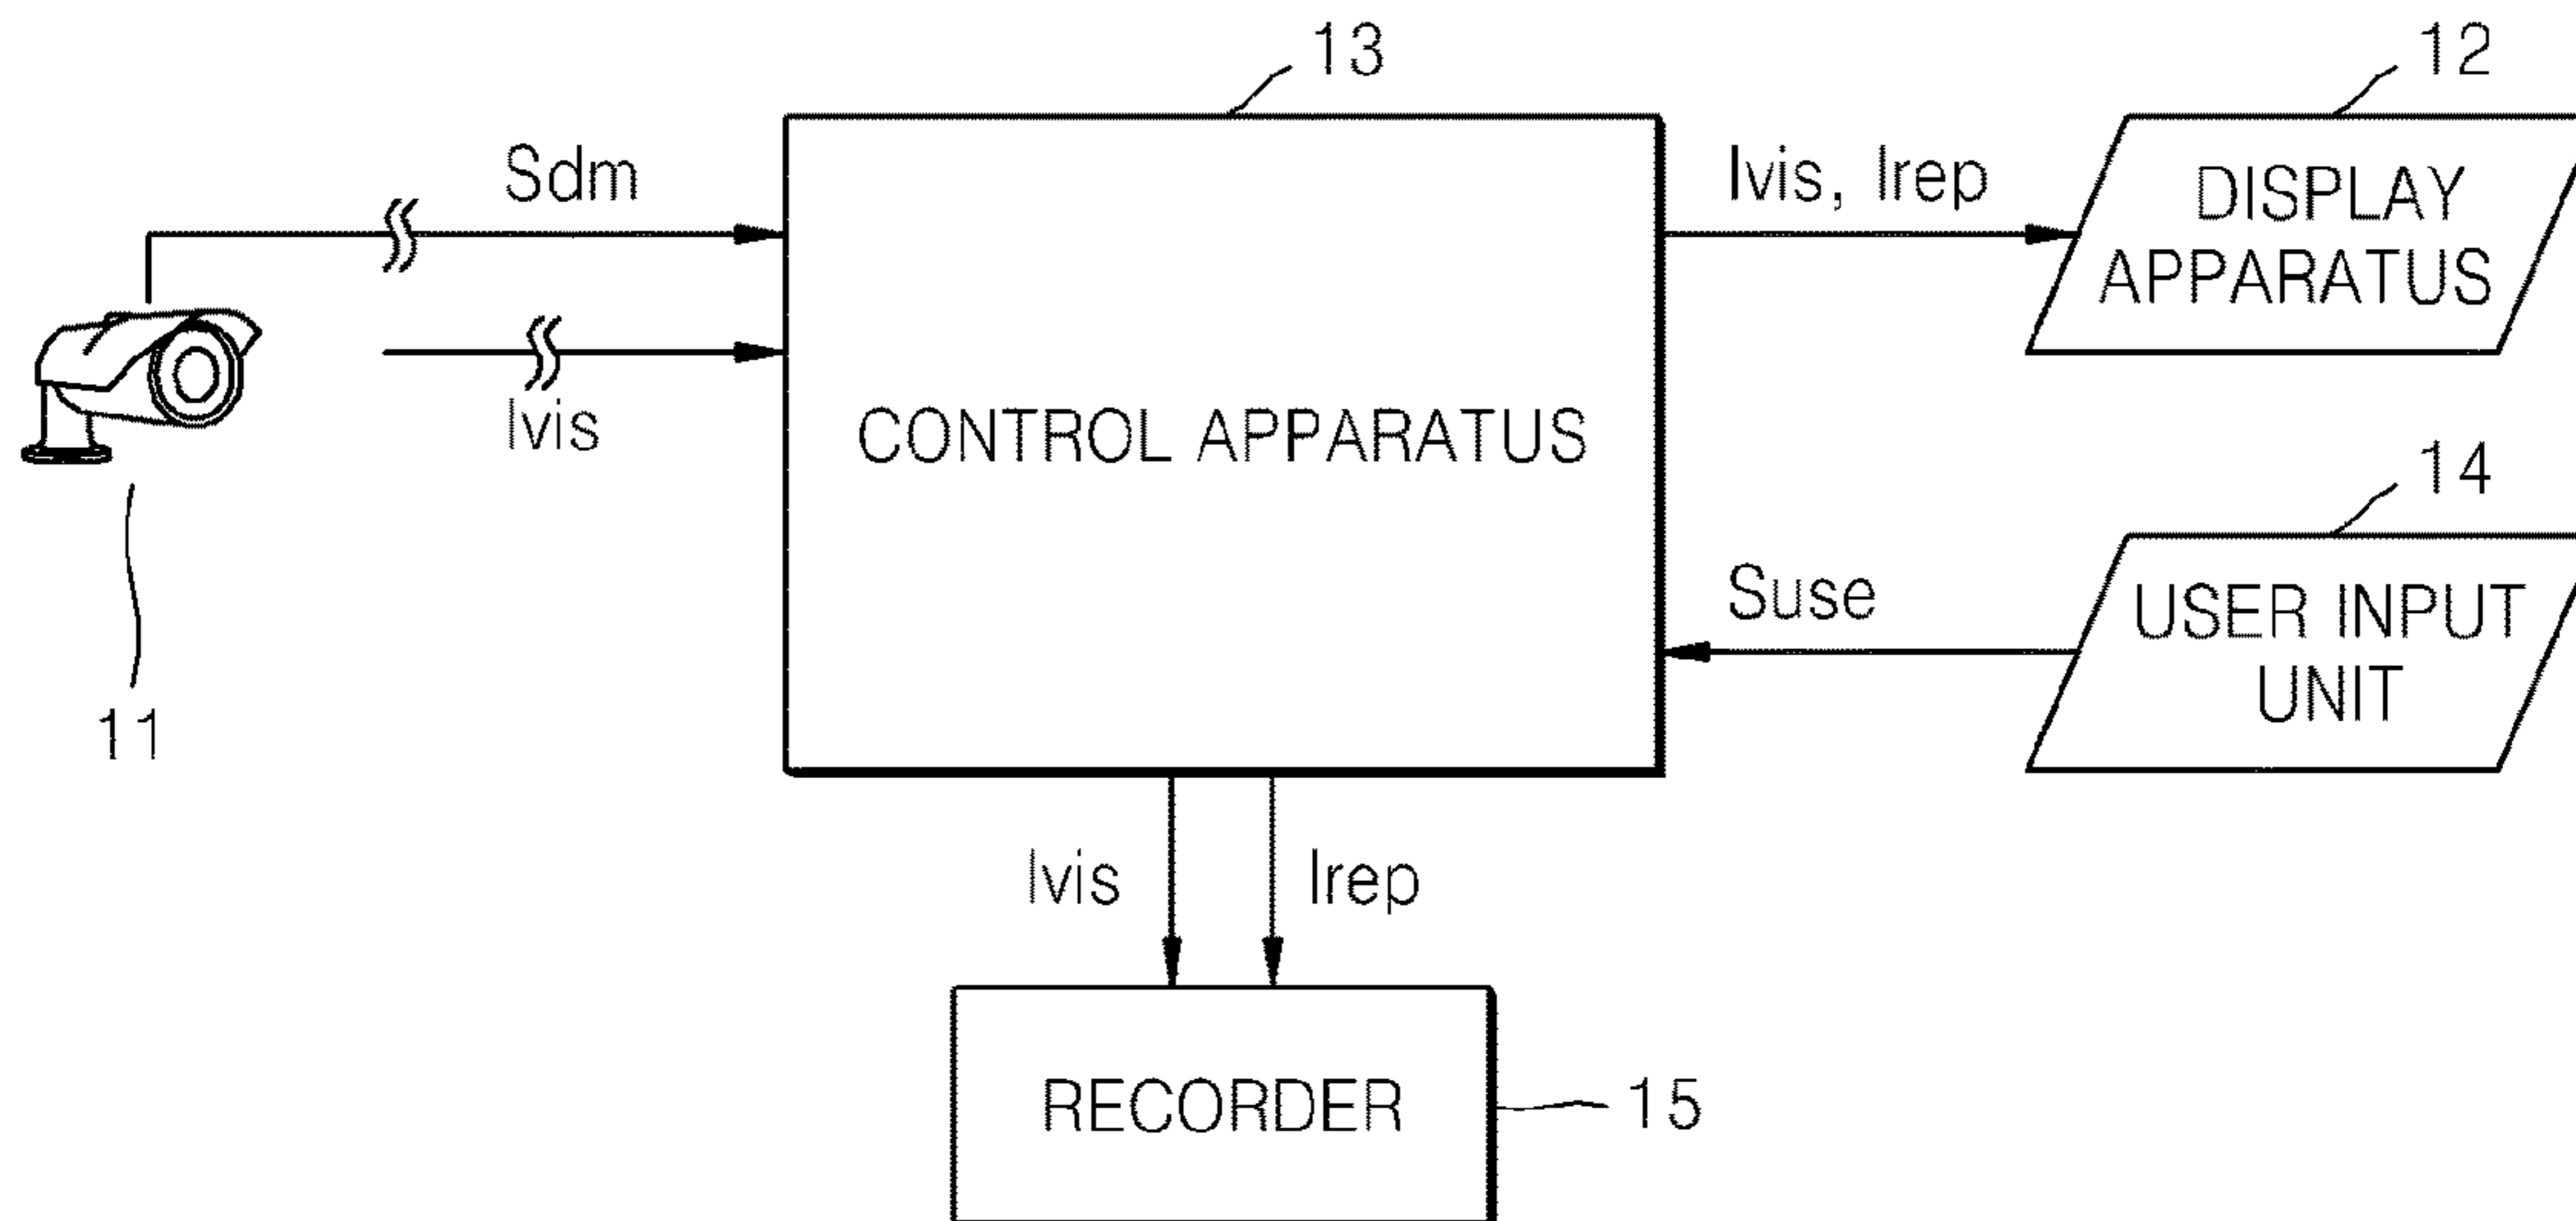 13
12
Sdm
Ivis, Irep
DISPLAY
APPARATUS
Ivis
CONTROL APPARATUS
14
Suse
USER INPUT
UNIT
11
Ivis
Irep
RECORDER
15